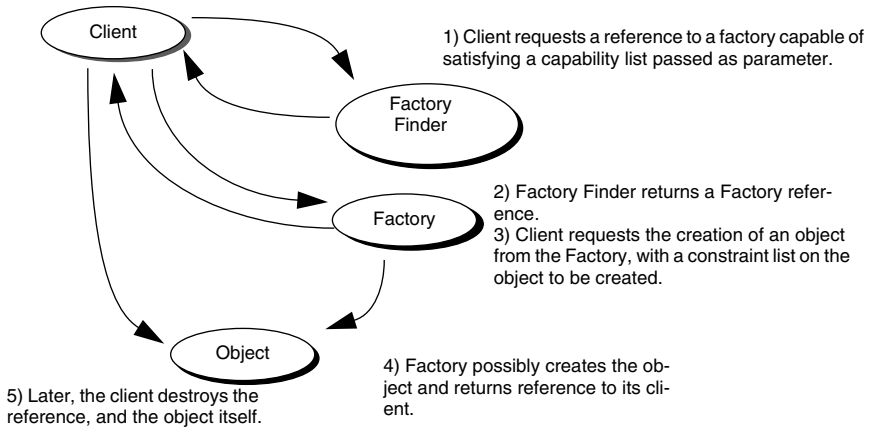 Client
1) Client requests a reference to a factory capable of
satisfying a capability list passed as parameter.
Factory
Finder
2) Factory Finder returns a Factory refer-
ence.
3) Client requests the creation of an object
from the Factory, with a constraint list on the
object to be created.
Factory
Object
4) Factory possibly creates the ob-
ject and returns reference to its cli-
ent.
5) Later, the client destroys the
reference, and the object itself.